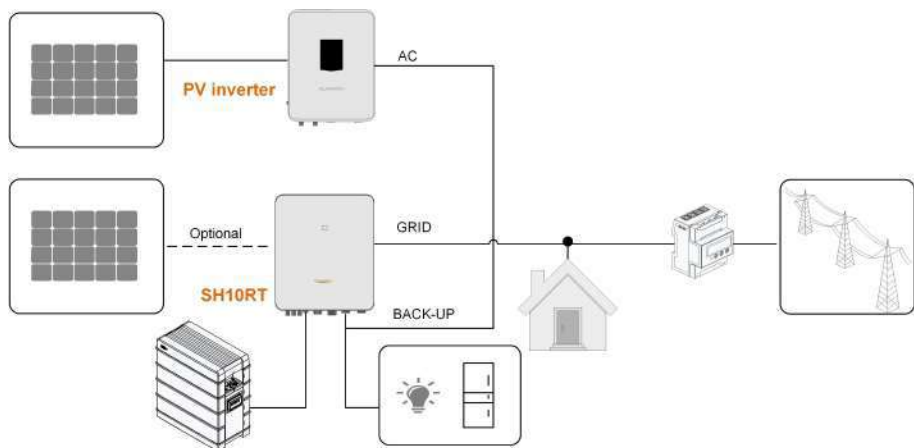 AC
PV inverter
Optional
GRID
SH10RT
BACK-UP